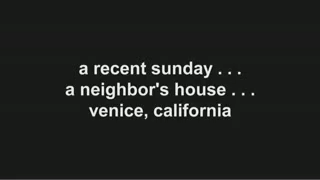 a recent sunday . . .
a neighbor's house . . .
venice, california